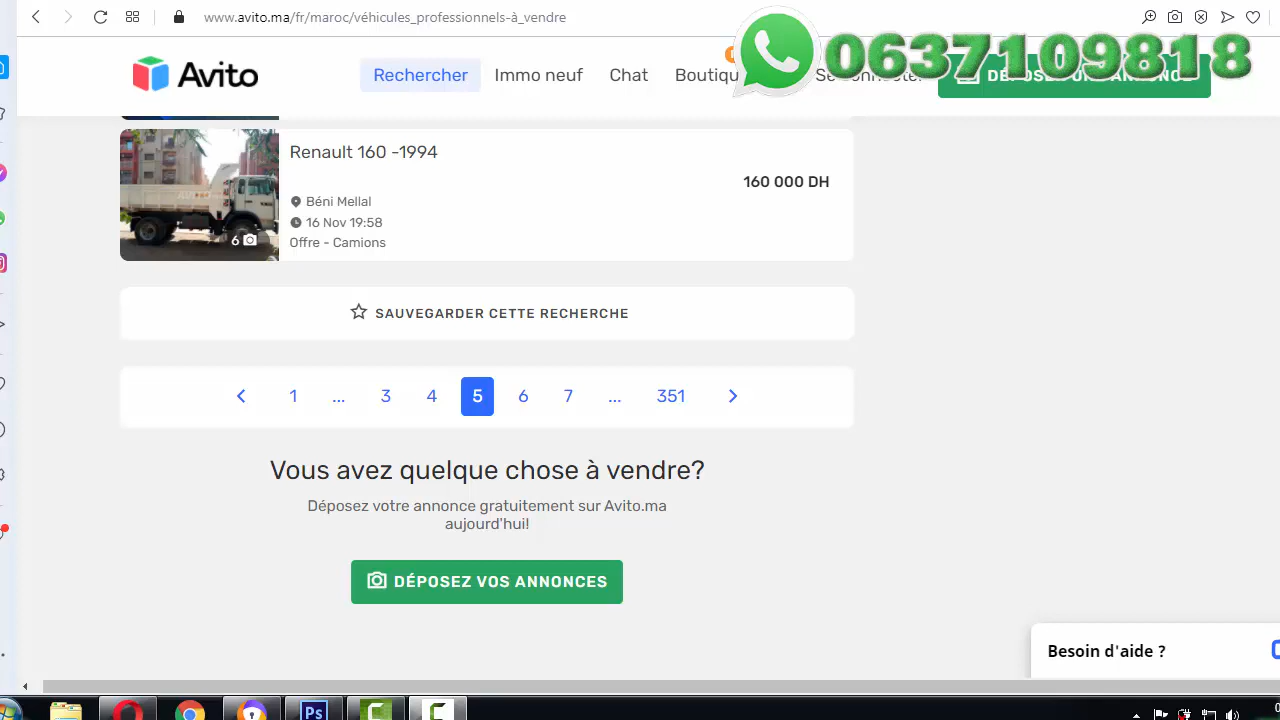 www.avito.ma/fr/maroc/véhicules_professionnels-à_vendre
0637109818
Avito
Rechercher
Immo neuf
Chat
Renault 160 -1994
160 000 DH
Béni Mellal
16 Nov 19:58
Offre - Camions
6
SAUVEGARDER CETTE RECHERCHE
1 ... 3 4 5 6 7 ... 351
Vous avez quelque chose à vendre?
Déposez votre annonce gratuitement sur Avito.ma
aujourd'hui!
DÉPOSEZ VOS ANNONCES
Besoin d'aide ?
Ps